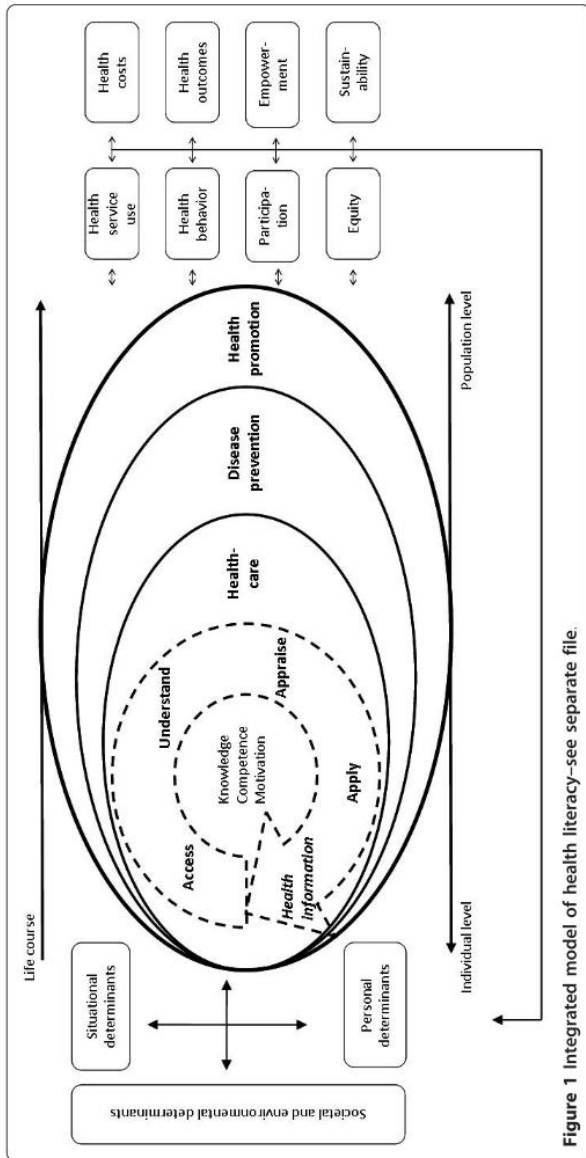 Life course
Societal and environmental determinants
Situational
determinants
Personal
determinants
Access
Understand
Appraise
Apply
Health
Information
Knowledge
Competence
Motivation
Health-
care
Disease
prevention
Health
promotion
Individual level
Population level
Health
service
use
Health
costs
Health
behavior
Health
outcomes
Participa-
tion
Empower-
ment
Equity
Sustain-
ability
Figure 1 Integrated model of health literacy–see separate file.